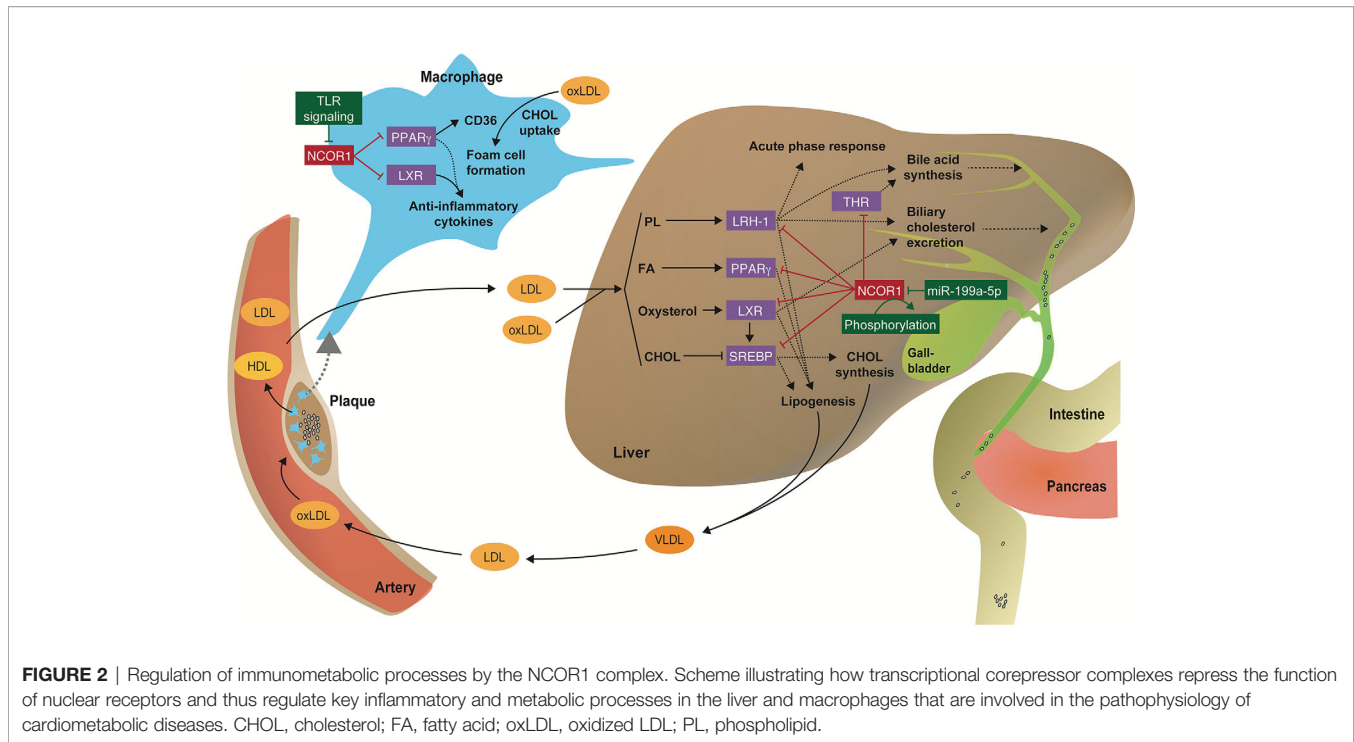 Macrophage
TLR
signaling
NCOR1
PPARγ
LXR
CD36
oxLDL
CHOL
uptake
Foam cell
formation
Anti-inflammatory
cytokines
LDL
HDL
Plaque
oxLDL
Artery
LDL
oxLDL
PL
FA
Oxysterol
CHOL
LRH-1
PPARγ
LXR
SREBP
Acute phase response
THR
Bile acid
synthesis
Biliary
cholesterol
excretion
NCOR1
miR-199a-5p
Phosphorylation
CHOL
synthesis
Lipogenesis
Gall-
bladder
Liver
Intestine
Pancreas
VLDL
LDL
FIGURE 2 | Regulation of immunometabolic processes by the NCOR1 complex. Scheme illustrating how transcriptional corepressor complexes repress the function
of nuclear receptors and thus regulate key inflammatory and metabolic processes in the liver and macrophages that are involved in the pathophysiology of
cardiometabolic diseases. CHOL, cholesterol; FA, fatty acid; oxLDL, oxidized LDL; PL, phospholipid.